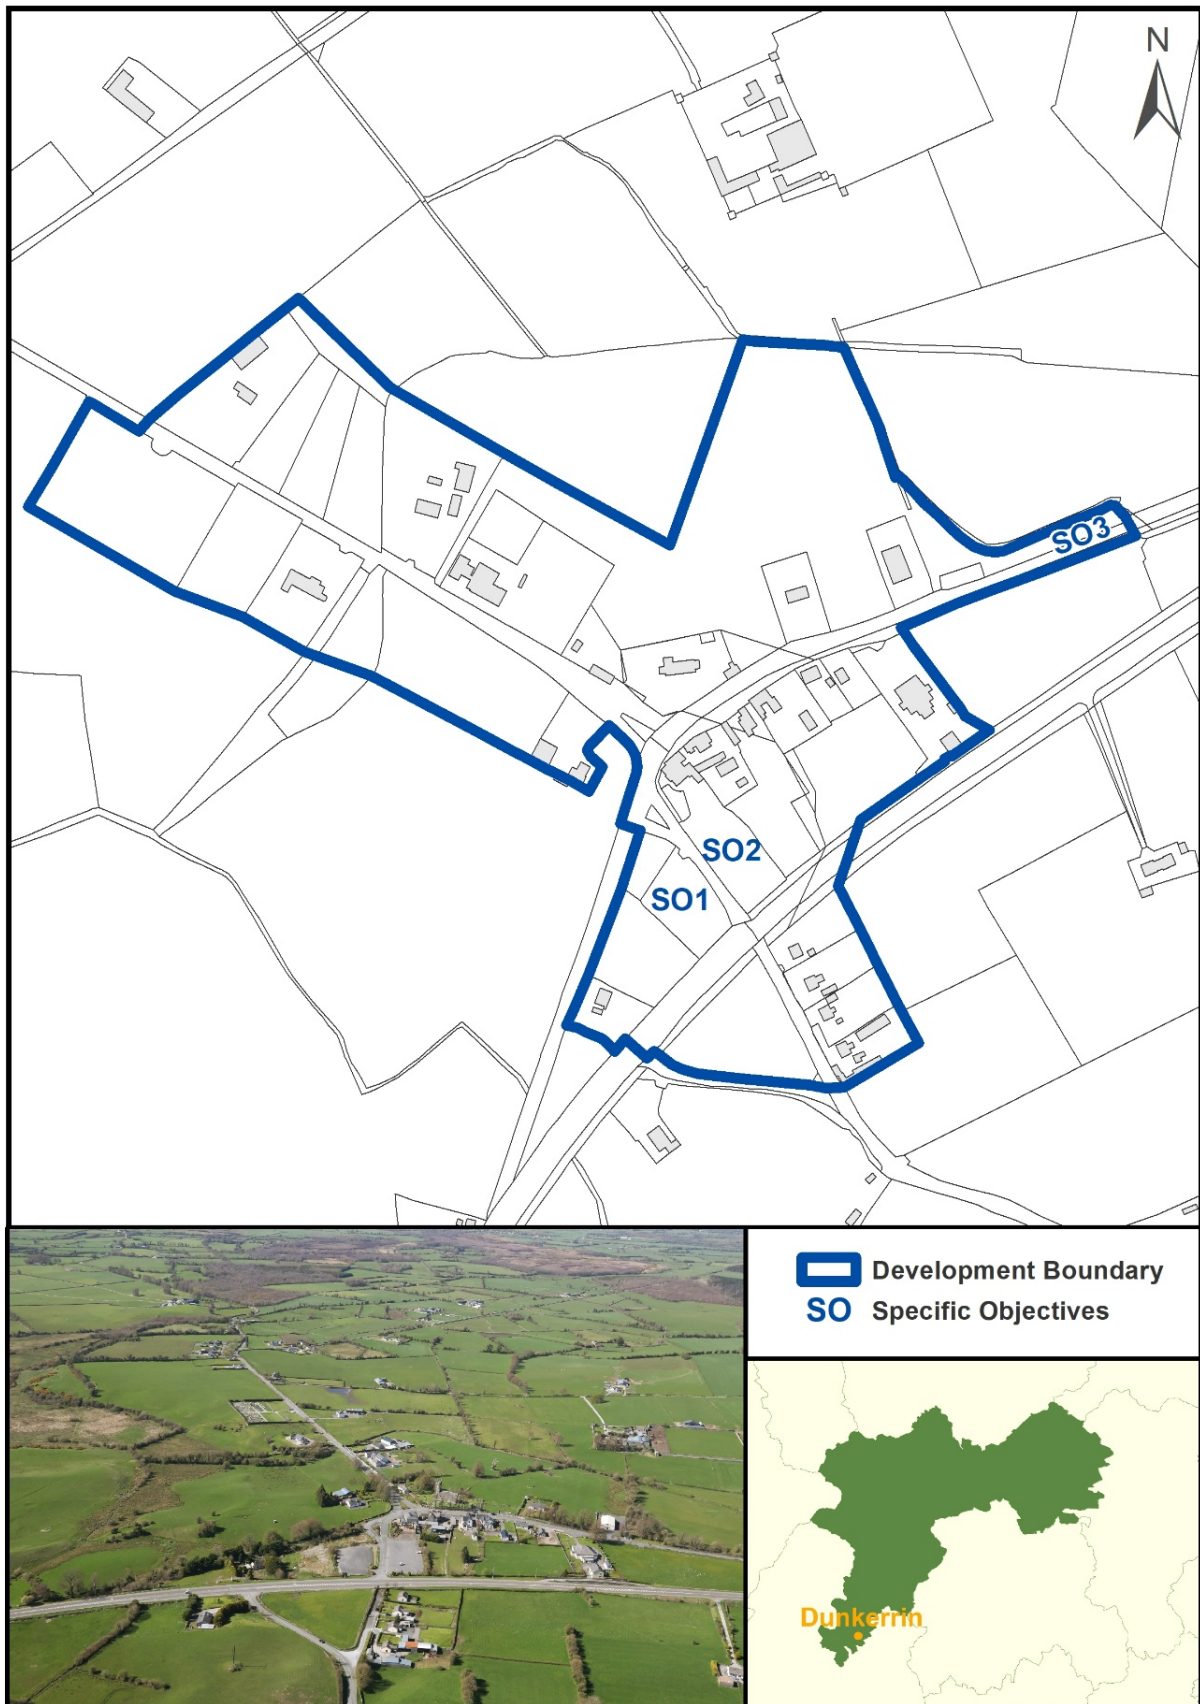 N
SO3
SO2
SO1
Development Boundary
SO Specific Objectives
Dunkerrin